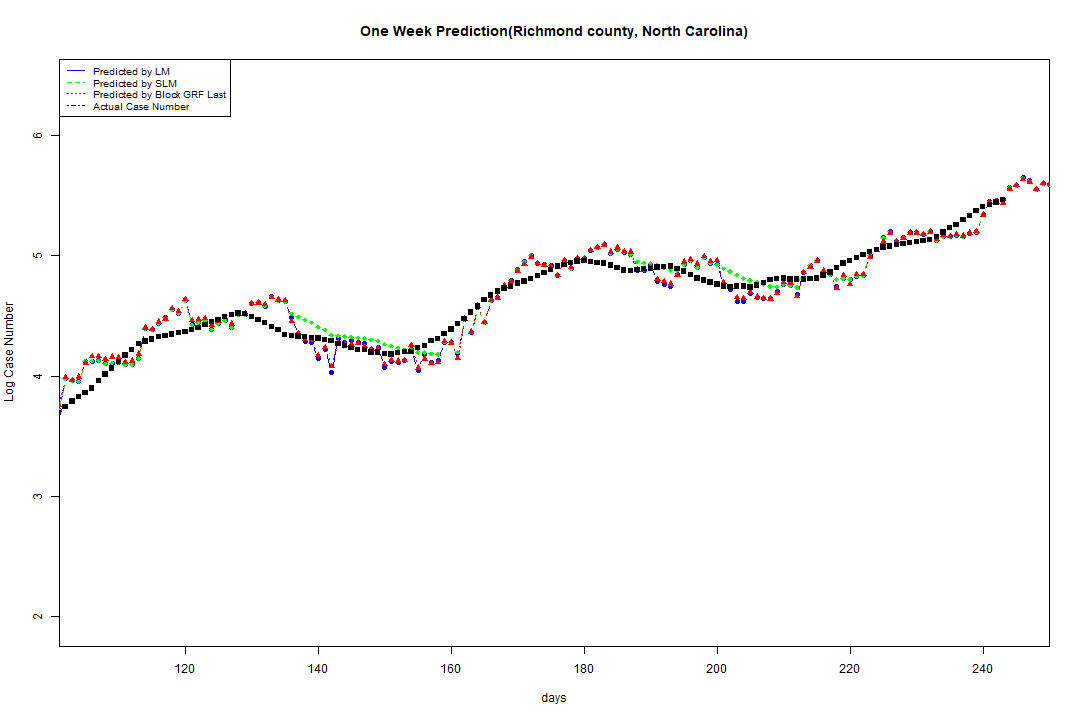 One Week Prediction(Richmond county, North Carolina)
Predicted by LM
Predicted by SLM
Predicted by Block GRF Last
Actual Case Number
6
5
4
3
2
Log Case Number
120 140 160 180 200 220 240
days